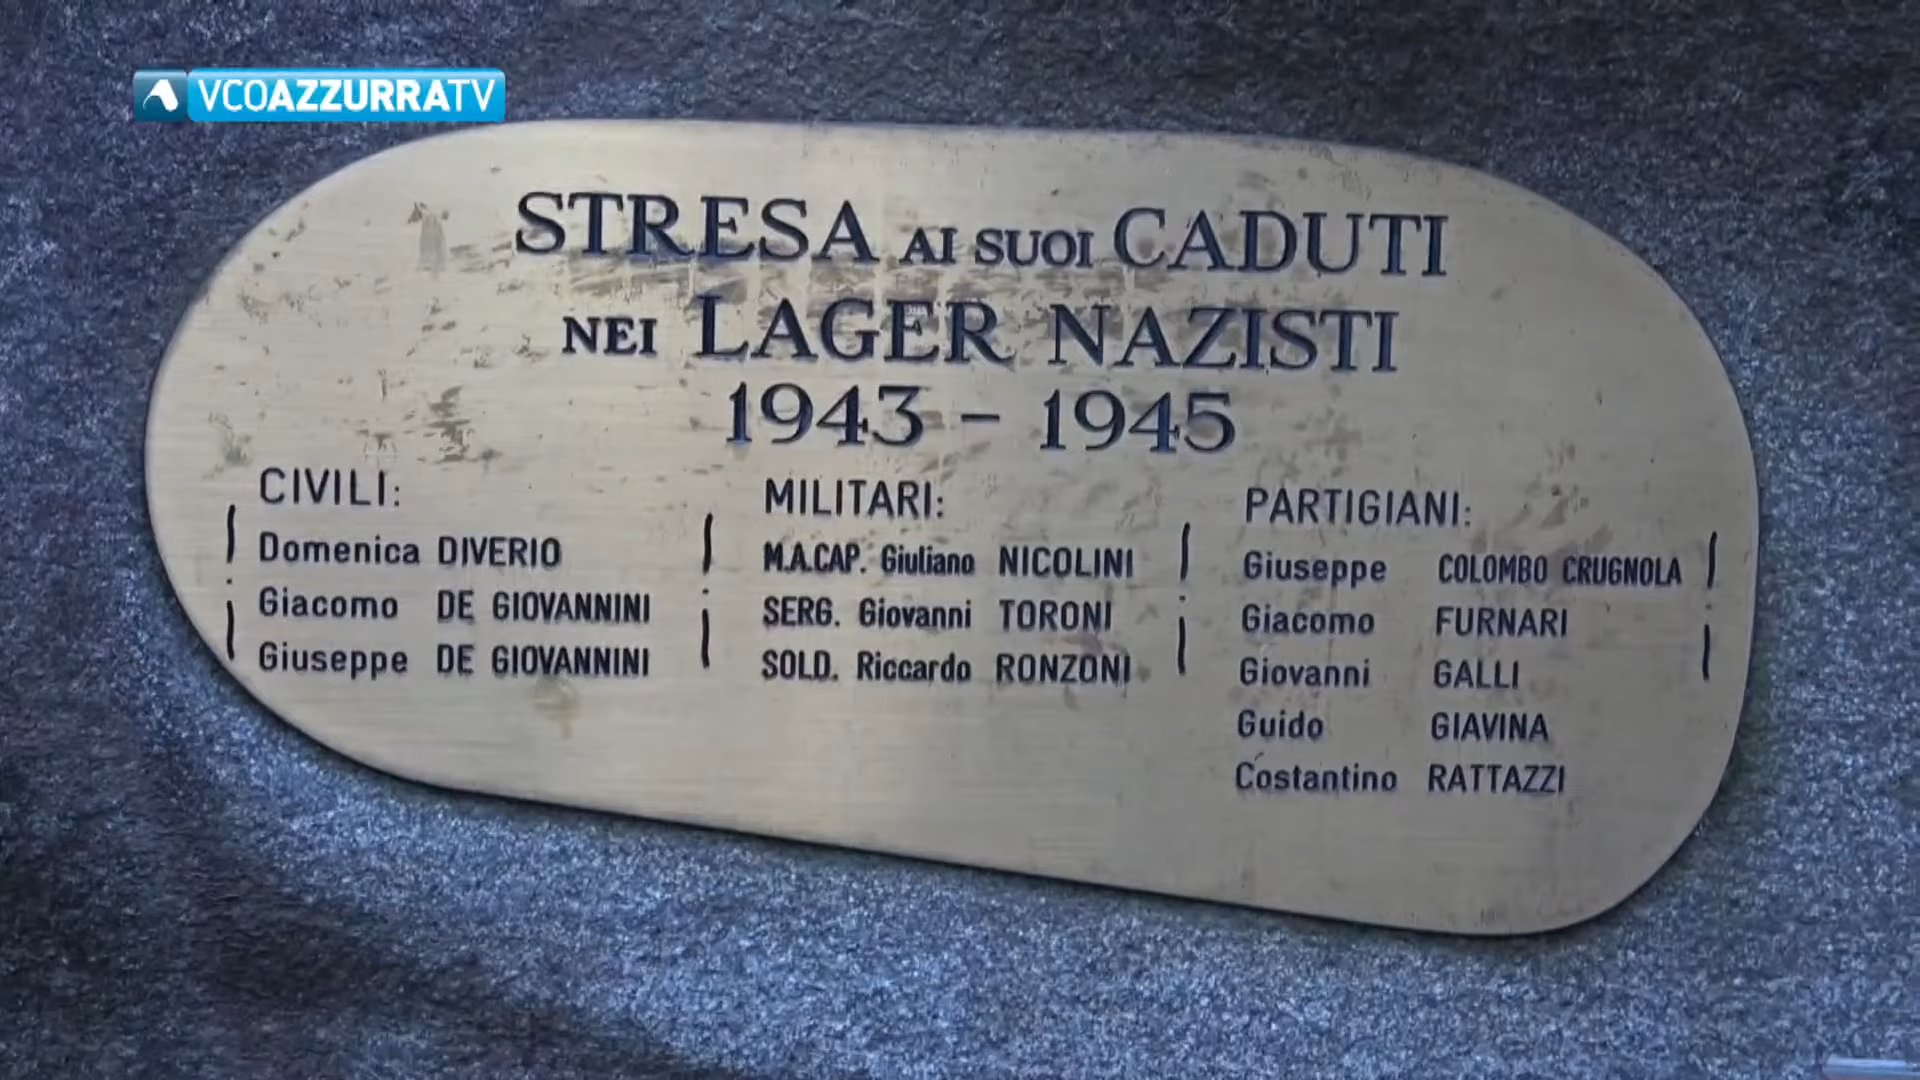 VCOAZZURRATV
STRESA AI SUOI CADUTI
NEI LAGER NAZISTI
1943 - 1945
CIVILI:
Domenica DIVERIO
Giacomo DE GIOVANNINI
Giuseppe DE GIOVANNINI
MILITARI:
M.A.CAP. Giuliano NICOLINI
SERG. Giovanni TORONI
SOLD. Riccardo RONZONI
PARTIGIANI:
Giuseppe COLOMBO CRUGNOLA
Giacomo FURNARI
Giovanni GALLI
Guido GIAVINA
Costantino RATTAZZI